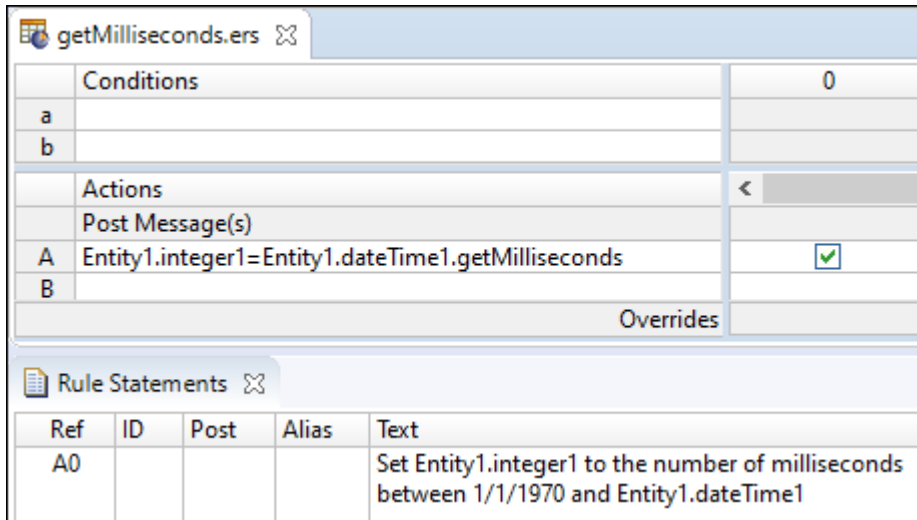 getMilliseconds.ers
Conditions 0
a
b
Actions
Post Message(s)
A Entity1.integer1=Entity1.dateTime1.getMilliseconds
B
Overrides
Rule Statements
Ref ID Post Alias Text
A0 Set Entity1.integer1 to the number of milliseconds
between 1/1/1970 and Entity1.dateTime1